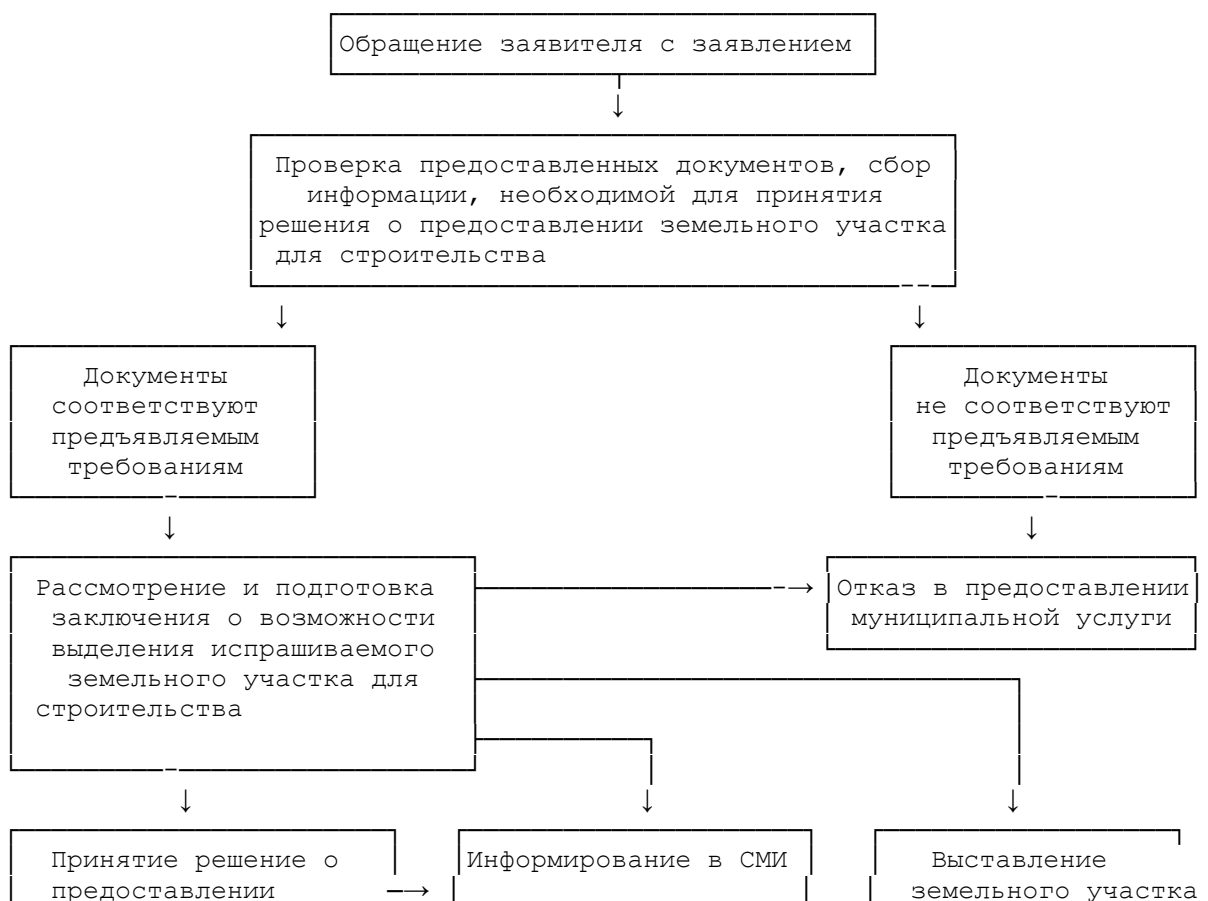 Обращение заявителя с заявлением
Проверка предоставленных документов, сбор
информации, необходимой для принятия
решения о предоставлении земельного участка
для строительства
Документы
соответствуют
предъявляемым
требованиям
Документы
не соответствуют
предъявляемым
требованиям
Рассмотрение и подготовка
заключения о возможности
выделения испрашиваемого
земельного участка для
строительства
Отказ в предоставлении
муниципальной услуги
Принятие решение о
предоставлении
Информирование в СМИ
Выставление
земельного участка